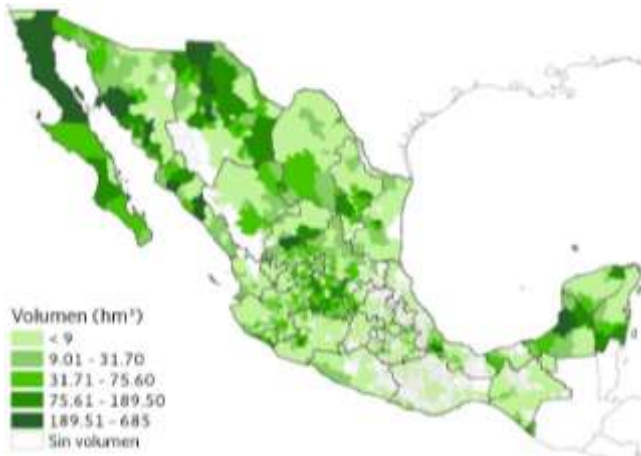 Volumen (hm³)
< 9
9.01 - 31.70
31.71 - 75.60
75.61 - 189.50
189.51 - 685
Sin volumen